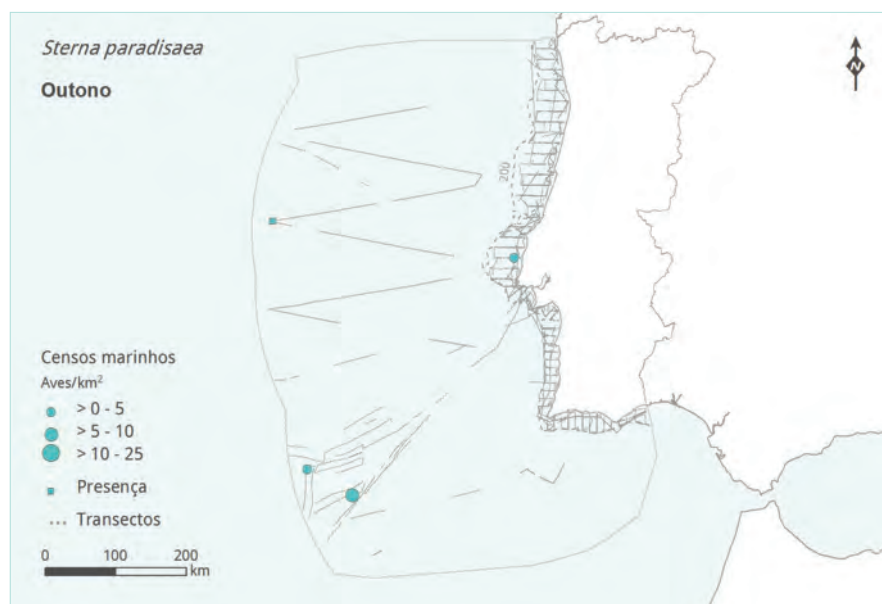 Sterna paradisaea
Outono
N
200
Censos marinhos
Aves/km²
> 0 - 5
> 5 - 10
> 10 - 25
Presença
Transectos
0 100 200
km